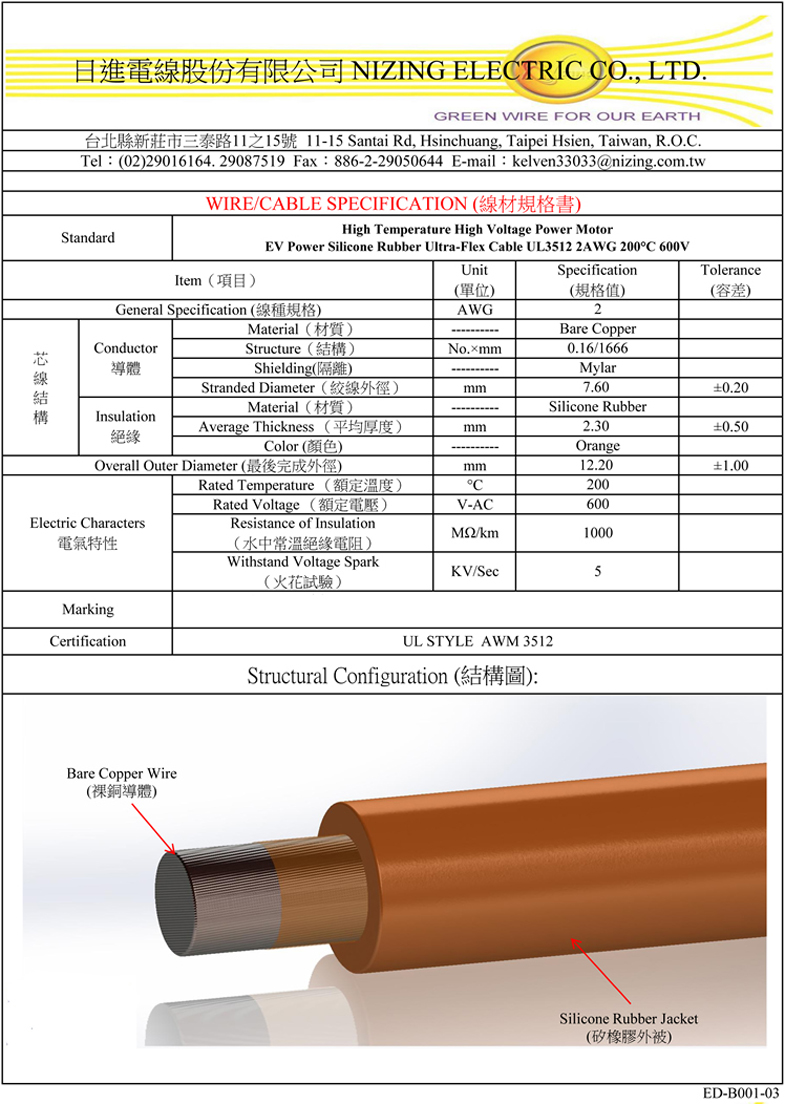 日進電線股份有限公司 NIZING ELECTRIC CO., LTD.
GREEN WIRE FOR OUR EARTH
台北縣新莊市三泰路11之15號 11-15 Santai Rd, Hsinchuang, Taipei Hsien, Taiwan, R.O.C.
Tel：(02)29016164. 29087519 Fax：886-2-29050644 E-mail：kelven33033@nizing.com.tw
WIRE/CABLE SPECIFICATION (線材規格書)
Standard
High Temperature High Voltage Power Motor
EV Power Silicone Rubber Ultra-Flex Cable UL3512 2AWG 200°C 600V
Item（項目）
Unit
(單位)
Specification
(規格值)
Tolerance
(容差)
General Specification (線種規格) AWG 2
芯線結構
Conductor
導體
Material（材質） ---------- Bare Copper
Structure（結構） No.×mm 0.16/1666
Shielding(隔離) ---------- Mylar
Stranded Diameter（絞線外徑） mm 7.60 ±0.20
Insulation
絕緣
Material（材質） ---------- Silicone Rubber
Average Thickness （平均厚度） mm 2.30 ±0.50
Color (顏色) ---------- Orange
Overall Outer Diameter (最後完成外徑) mm 12.20 ±1.00
Electric Characters
電氣特性
Rated Temperature （額定溫度） °C 200
Rated Voltage （額定電壓） V-AC 600
Resistance of Insulation
（水中常溫絕緣電阻）
MΩ/km 1000
Withstand Voltage Spark
（火花試驗）
KV/Sec 5
Marking
Certification UL STYLE AWM 3512
Structural Configuration (結構圖):
Bare Copper Wire
(裸銅導體)
Silicone Rubber Jacket
(矽橡膠外被)
ED-B001-03